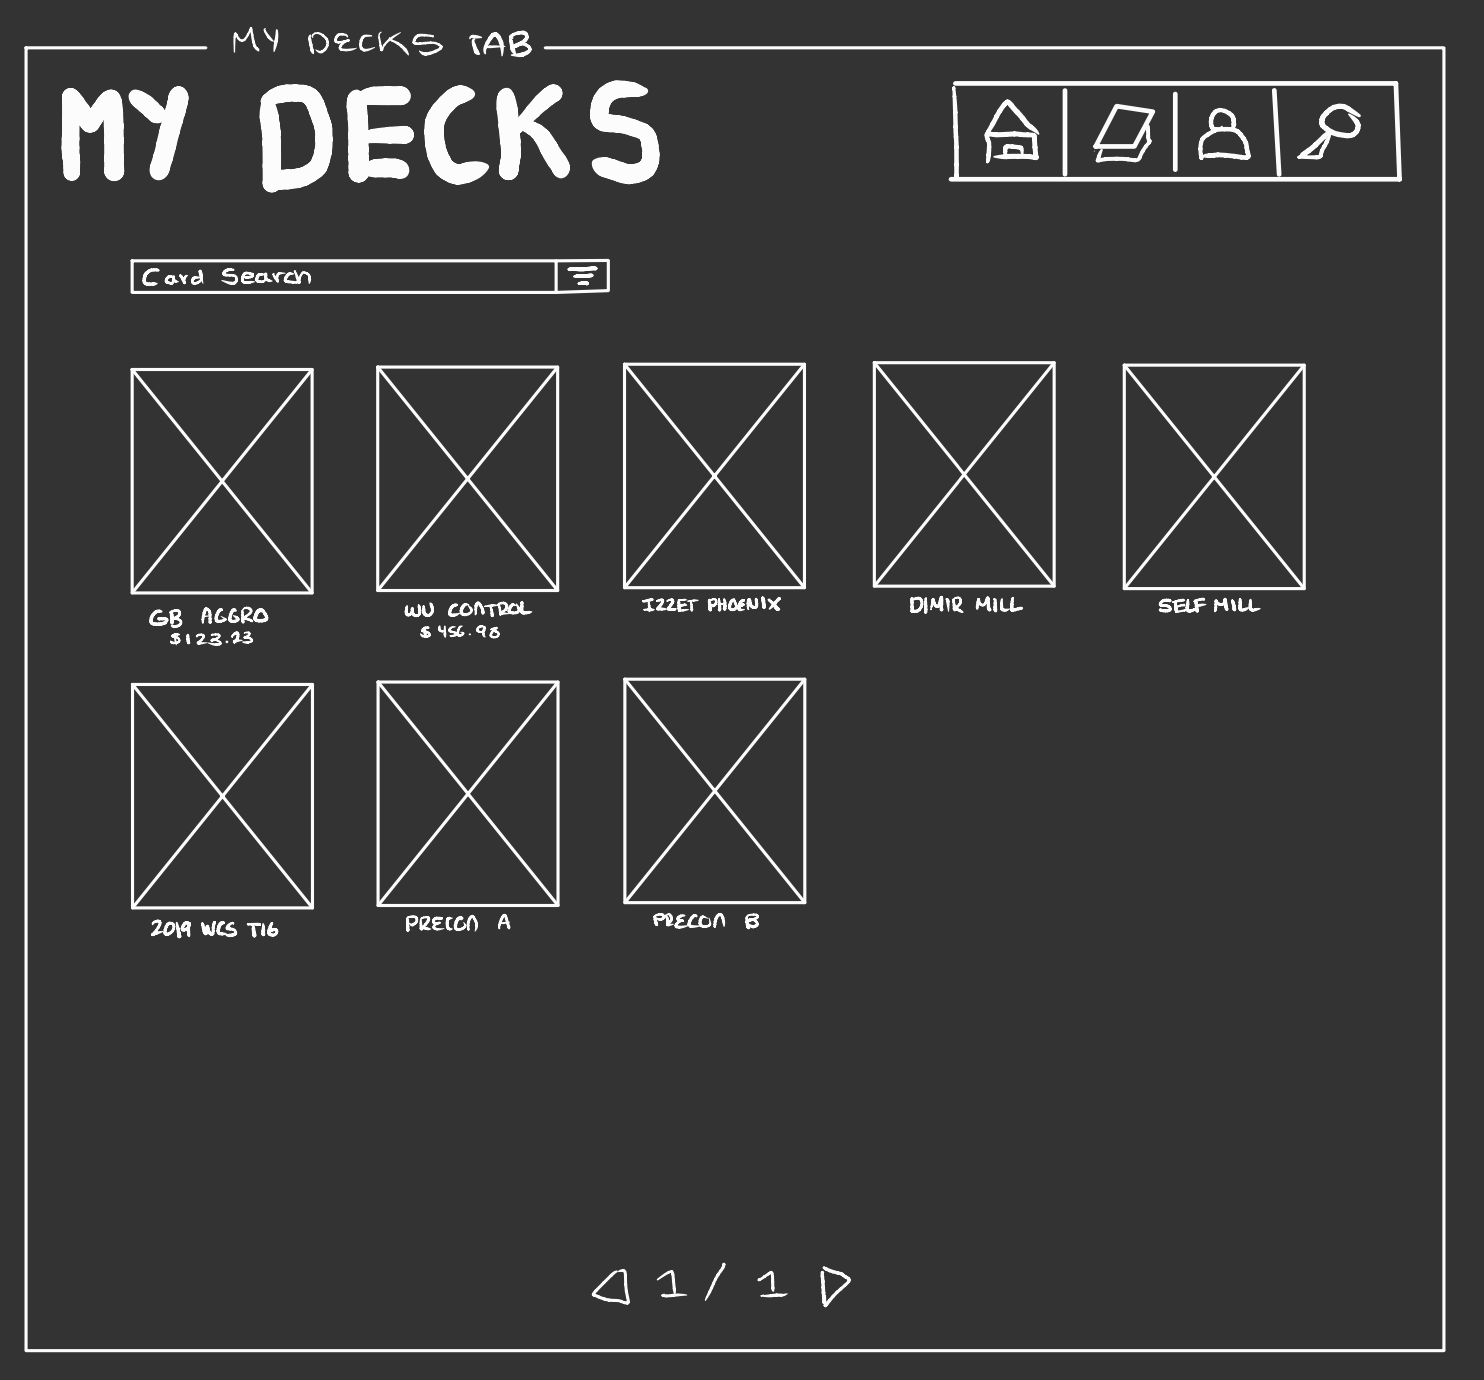 MY DECKS TAB
MY DECKS
Card Search
GB AGGRO
$123.23
WU CONTROL
$456.98
IZZET PHOENIX
DIMIR MILL
SELF MILL
2019 WCS T16
PRECON A
PRECON B
1 / 1